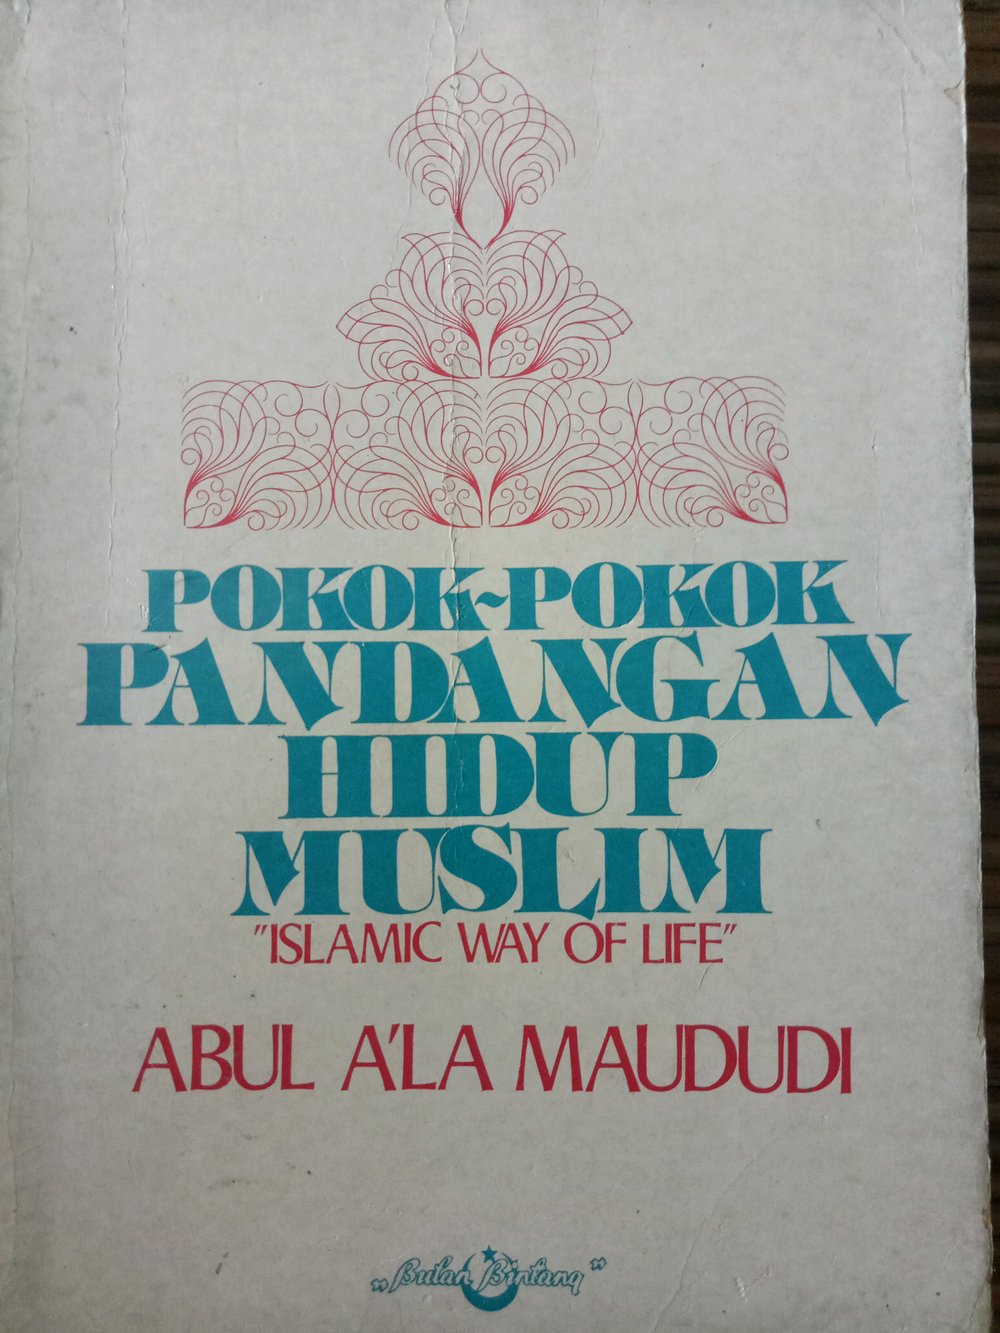 POKOK-POKOK
PANDANGAN
HIDUP
MUSLIM
"ISLAMIC WAY OF LIFE"
ABUL A'LA MAUDUDI
„Bulan Bintang”